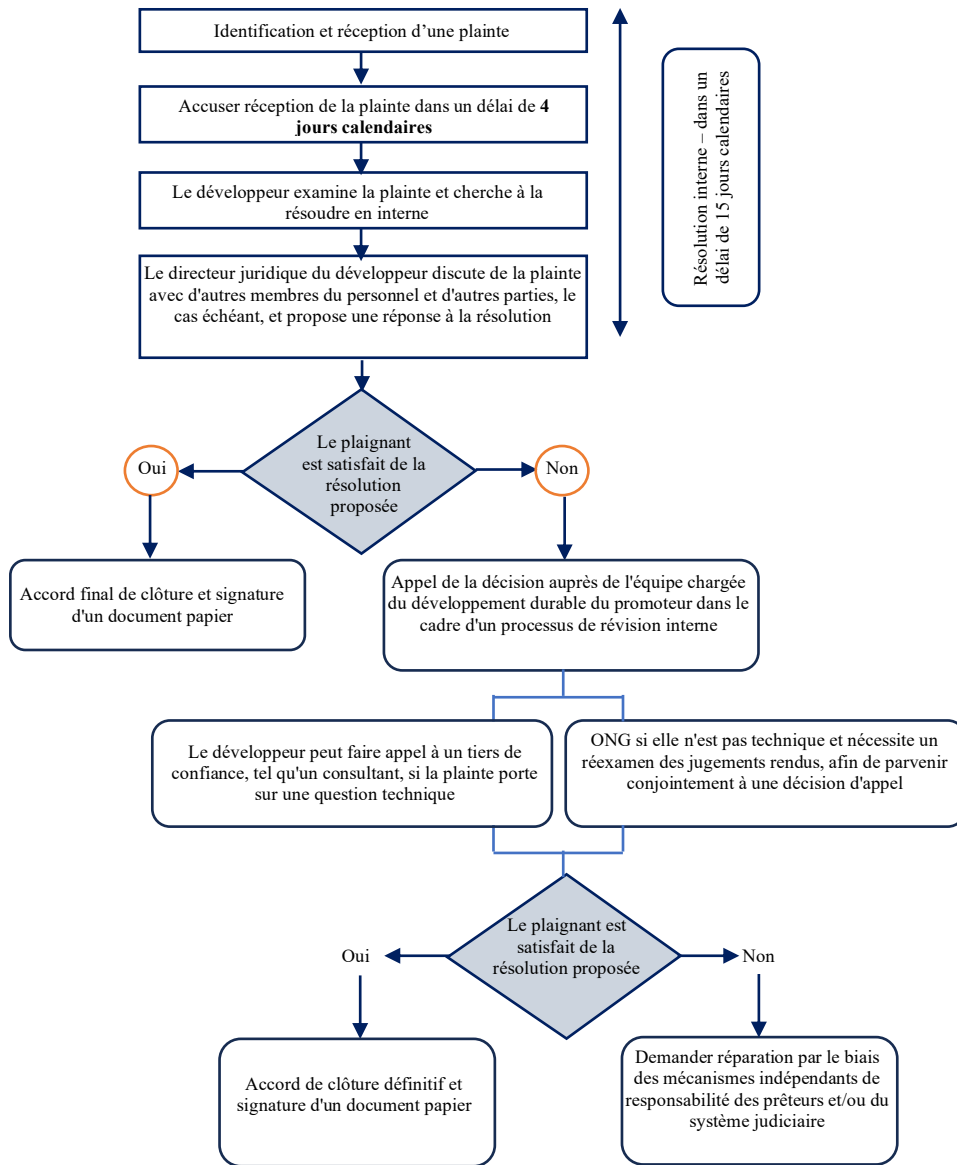 Identification et réception d'une plainte
Accuser réception de la plainte dans un délai de 4
jours calendaires
Le développeur examine la plainte et cherche à la
résoudre en interne
Le directeur juridique du développeur discute de la plainte
avec d'autres membres du personnel et d'autres parties, le
cas échéant, et propose une réponse à la résolution
Résolution interne – dans un
délai de 15 jours calendaires
Le plaignant
est satisfait de la
résolution
proposée
Oui
Non
Accord final de clôture et signature
d'un document papier
Appel de la décision auprès de l'équipe chargée
du développement durable du promoteur dans le
cadre d'un processus de révision interne
Le développeur peut faire appel à un tiers de
confiance, tel qu'un consultant, si la plainte porte
sur une question technique
ONG si elle n'est pas technique et nécessite un
réexamen des jugements rendus, afin de parvenir
conjointement à une décision d'appel
Le plaignant est
satisfait de la
résolution proposée
Oui
Non
Accord de clôture définitif et
signature d'un document papier
Demander réparation par le biais
des mécanismes indépendants de
responsabilité des prêteurs et/ou du
système judiciaire